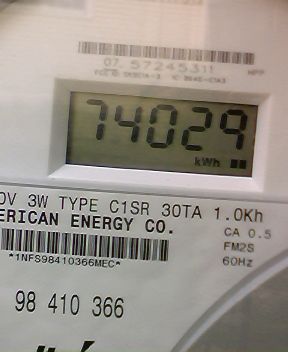 07 57245311
74029
kWh
0V 3W TYPE C1SR 30TA 1.0Kh
ERICAN ENERGY CO.
CA 0.5
FM2S
*1NFS98410366MEC*
60Hz
98 410 366